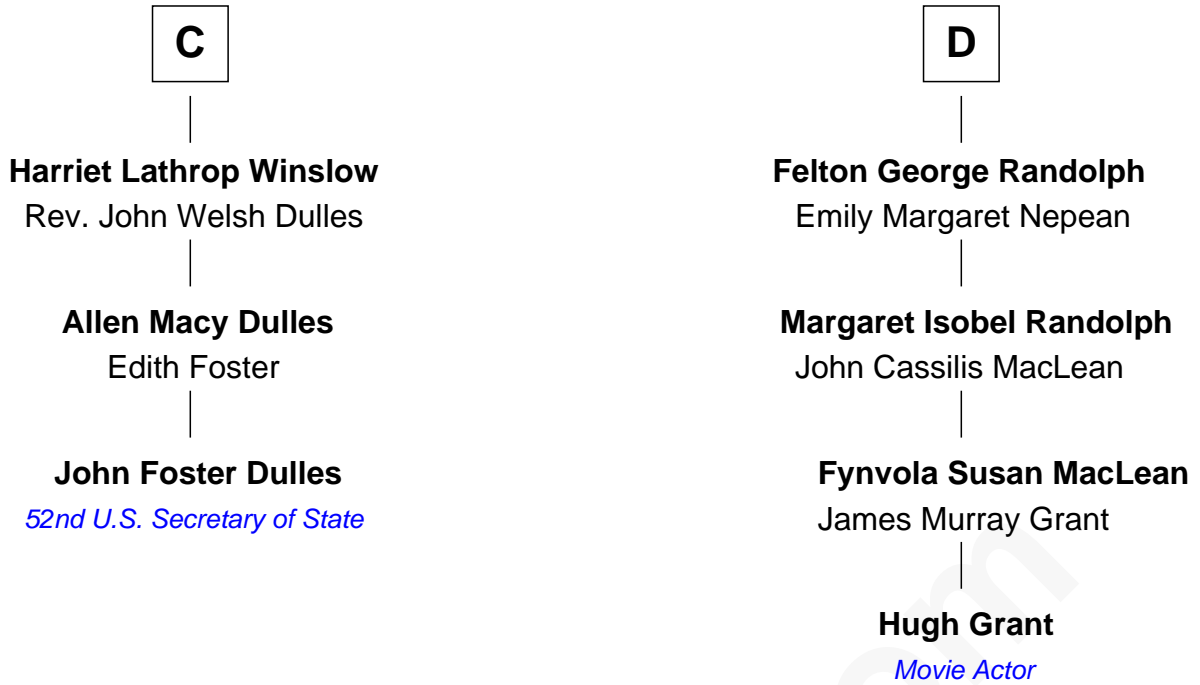 C
Harriet Lathrop Winslow
Rev. John Welsh Dulles
Allen Macy Dulles
Edith Foster
John Foster Dulles
52nd U.S. Secretary of State
D
Felton George Randolph
Emily Margaret Nepean
Margaret Isobel Randolph
John Cassilis MacLean
Fynvola Susan MacLean
James Murray Grant
Hugh Grant
Movie Actor